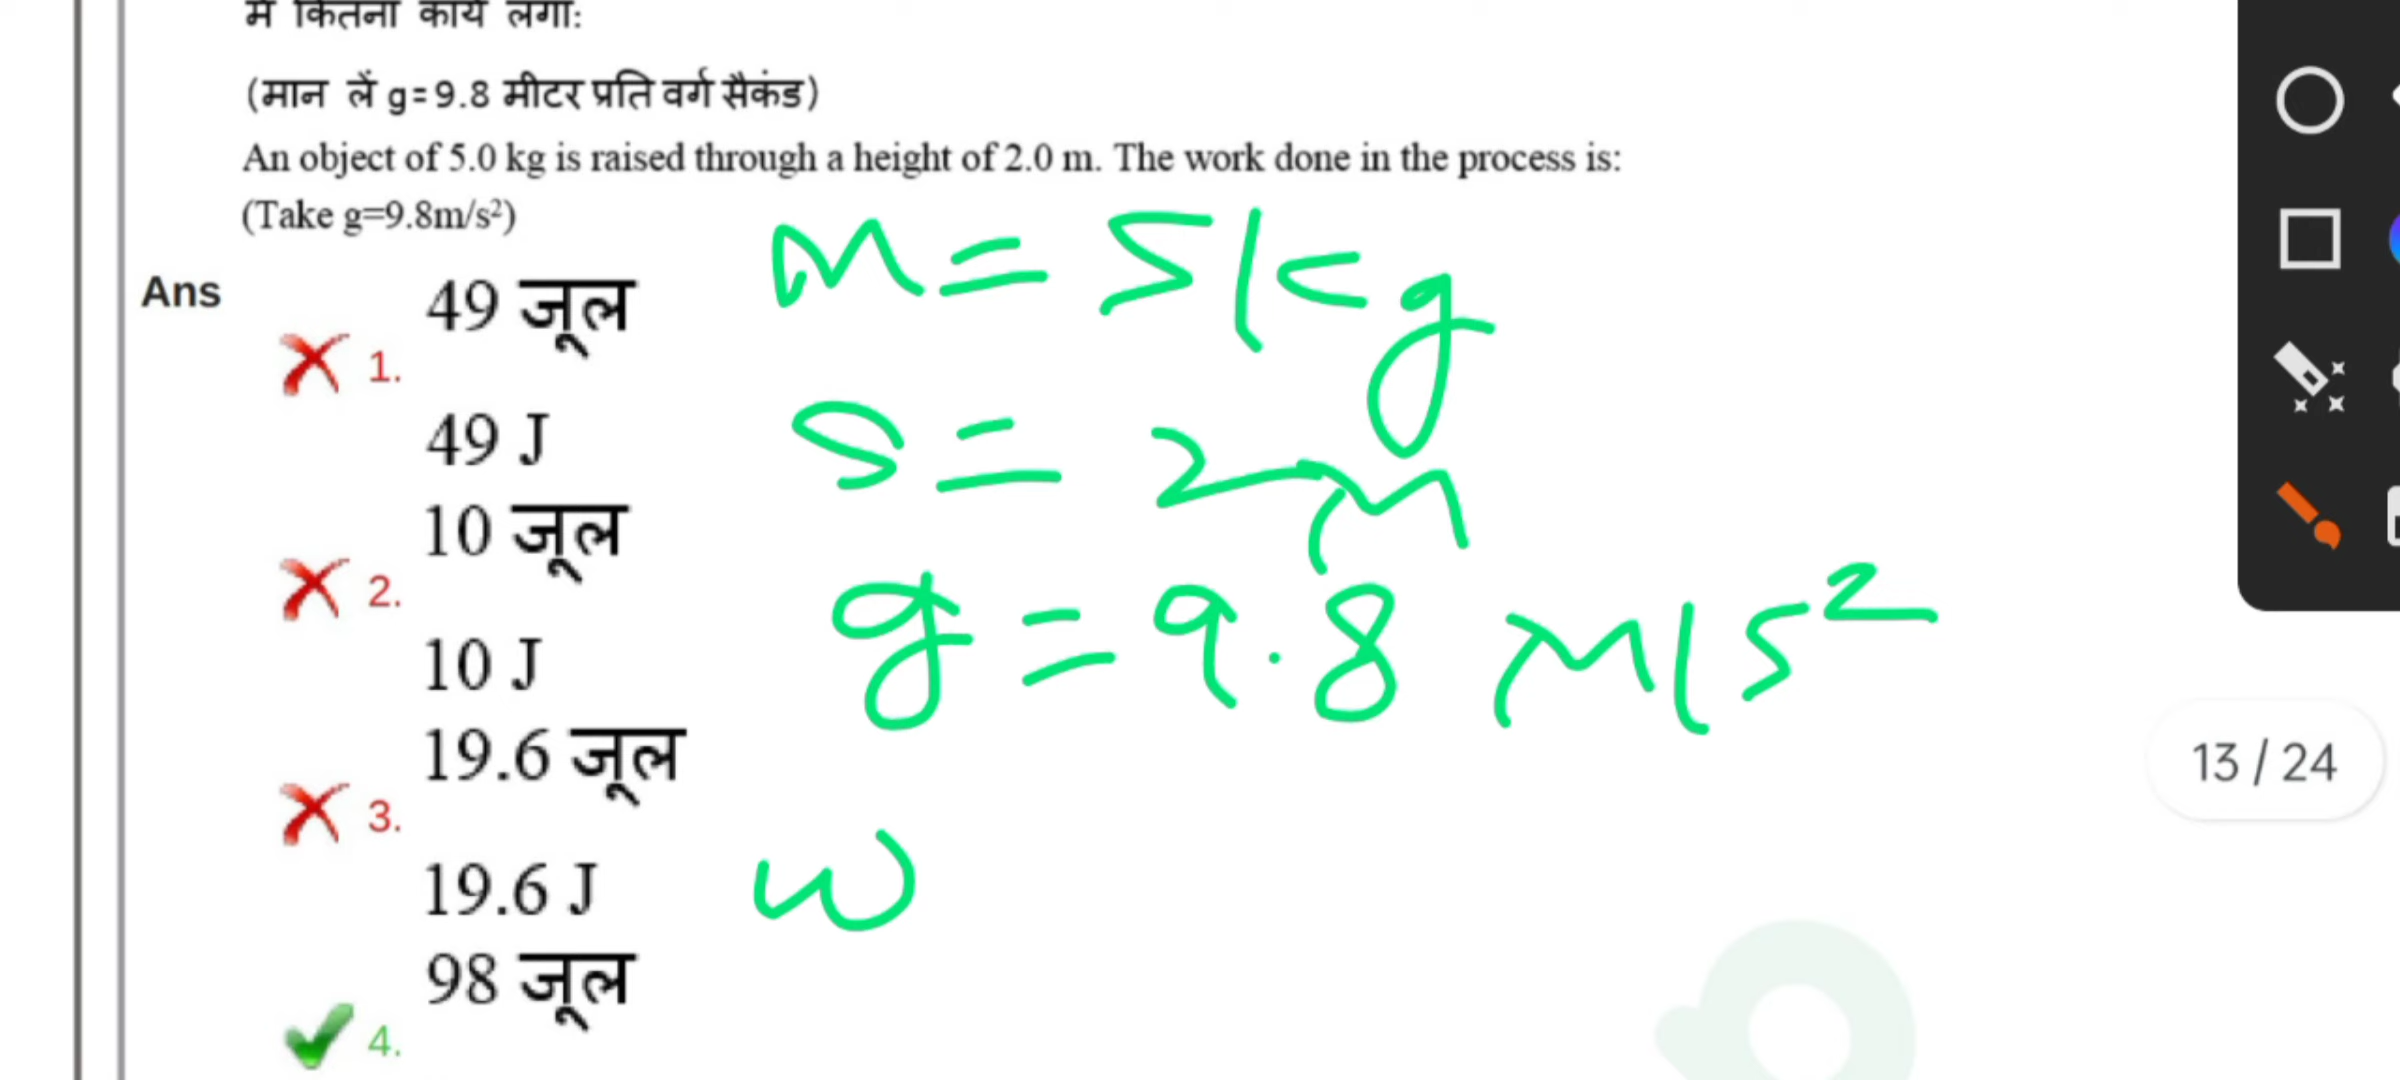 में कितना कार्य लगा:
(मान लें g=9.8 मीटर प्रति वर्ग सैकंड)
An object of 5.0 kg is raised through a height of 2.0 m. The work done in the process is:
(Take g=9.8m/s²)
Ans
49 जूल
1.
49 J
10 जूल
2.
10 J
19.6 जूल
3.
19.6 J
98 जूल
4.
m = 5kg
s = 2m
g = 9.8 m/s²
w
13 / 24